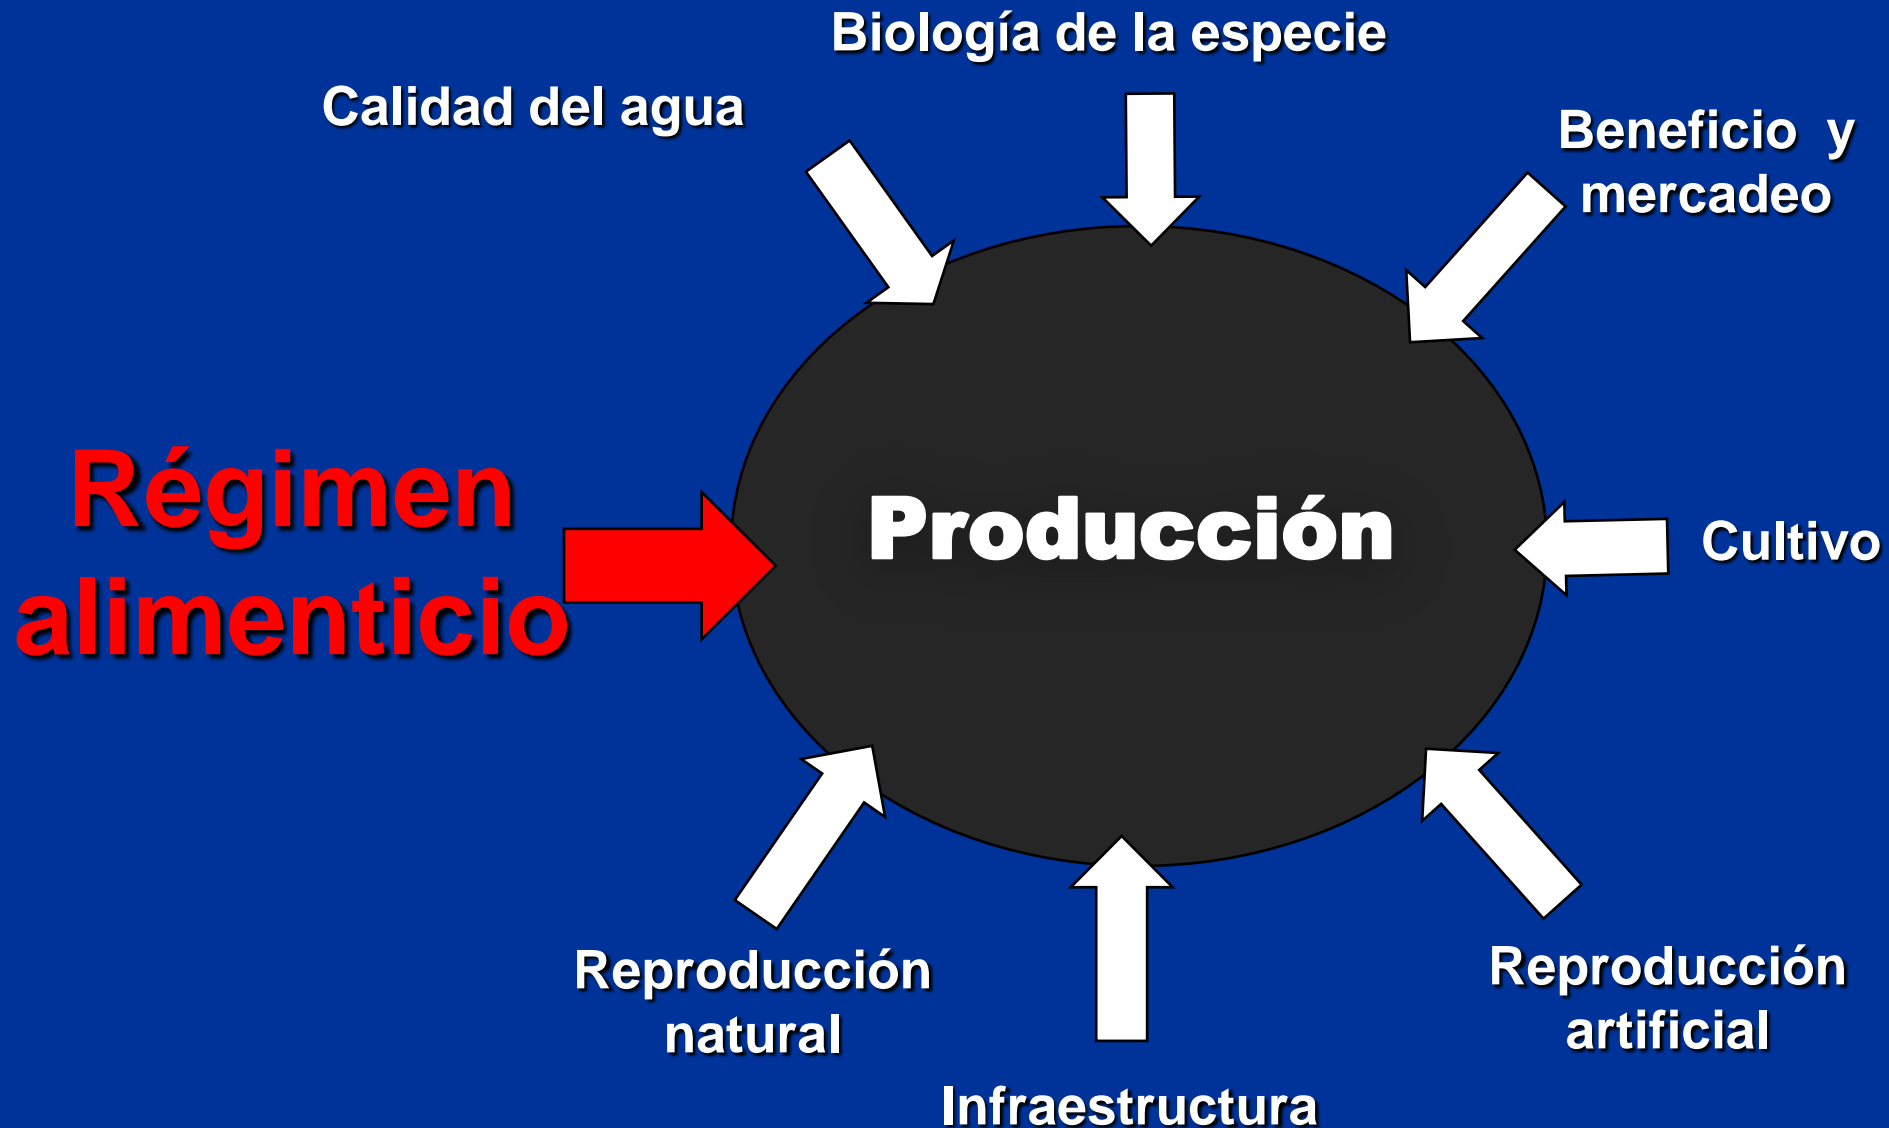 Biología de la especie
Calidad del agua
Beneficio y
mercadeo
Régimen
alimenticio
Producción
Cultivo
Reproducción
natural
Reproducción
artificial
Infraestructura